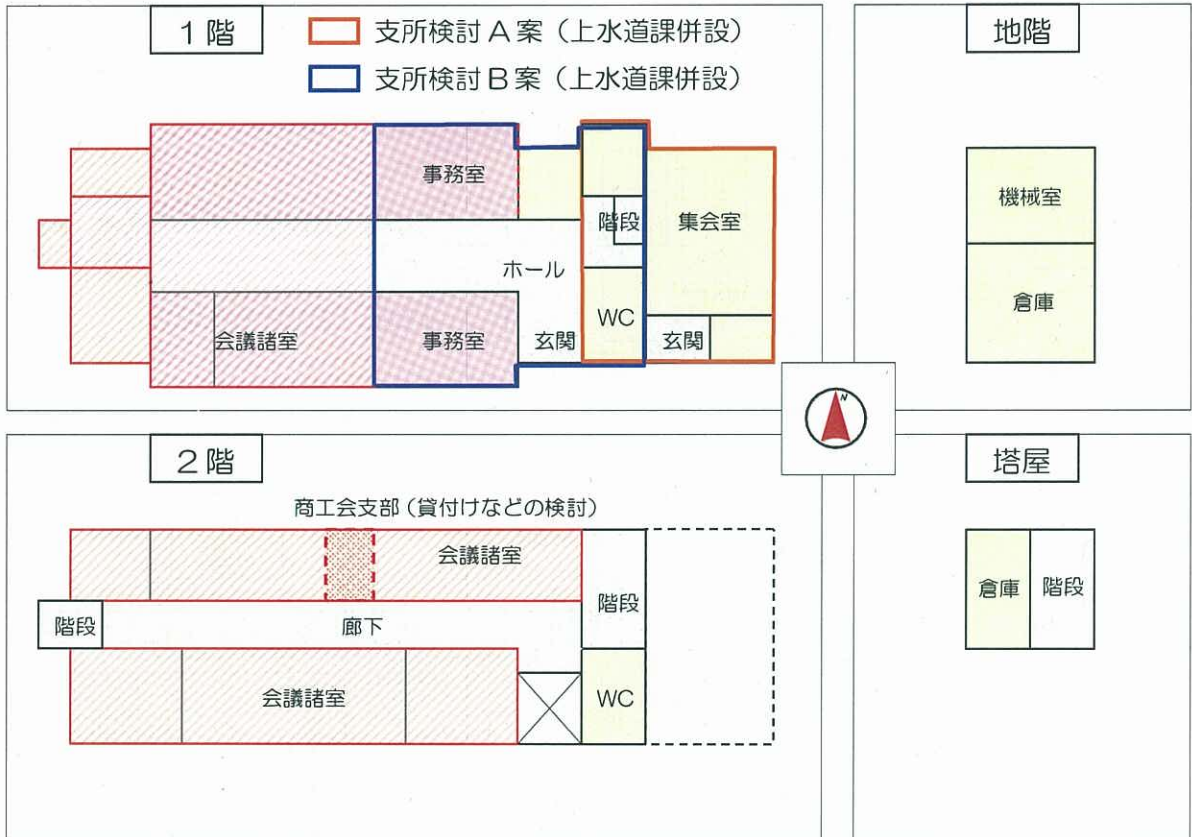 1階
支所検討A案(上水道課併設)
支所検討B案(上水道課併設)
事務室
階段
集会室
ホール
会議諸室
事務室
玄関
WC
玄関
地階
機械室
倉庫
N
2階
商工会支部(貸付けなどの検討)
会議諸室
階段
階段
廊下
会議諸室
WC
塔屋
倉庫
階段